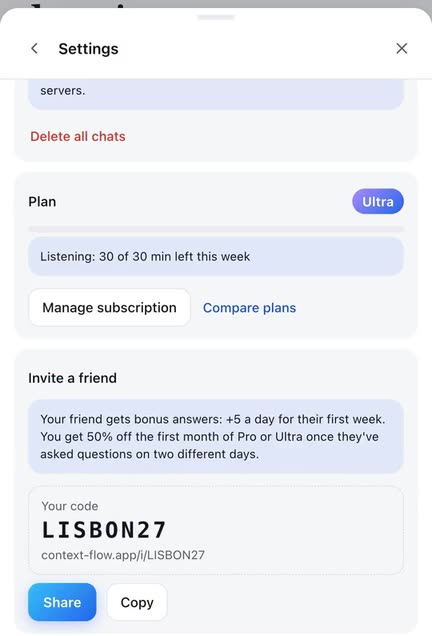 Settings
servers.
Delete all chats
Plan
Ultra
Listening: 30 of 30 min left this week
Manage subscription
Compare plans
Invite a friend
Your friend gets bonus answers: +5 a day for their first week.
You get 50% off the first month of Pro or Ultra once they've
asked questions on two different days.
Your code
LISBON27
context-flow.app/i/LISBON27
Share
Copy